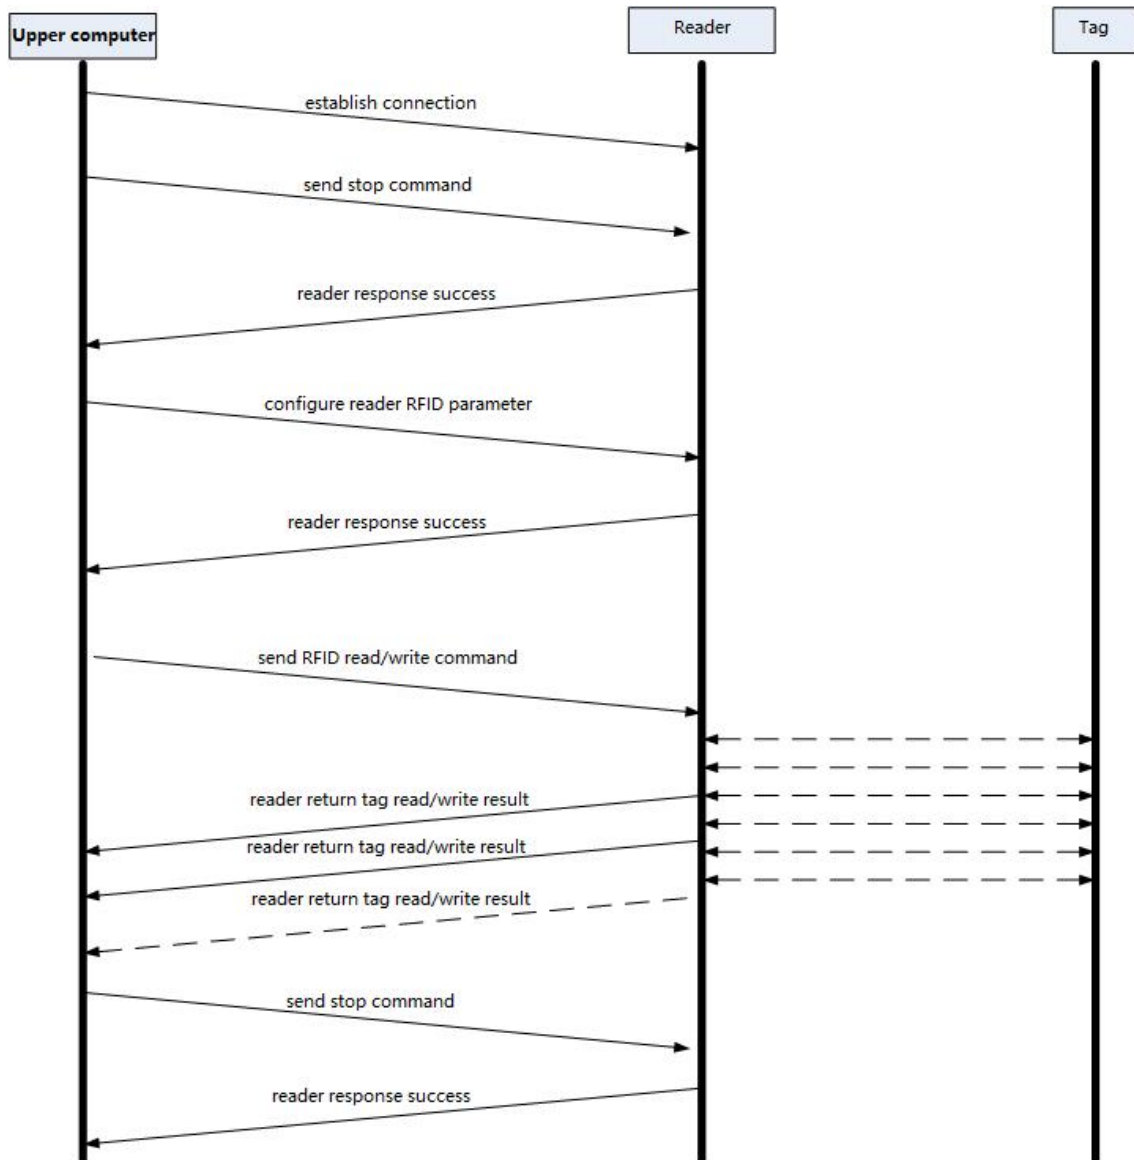 Upper computer
Reader
Tag
establish connection
send stop command
reader response success
configure reader RFID parameter
reader response success
send RFID read/write command
reader return tag read/write result
reader return tag read/write result
reader return tag read/write result
send stop command
reader response success